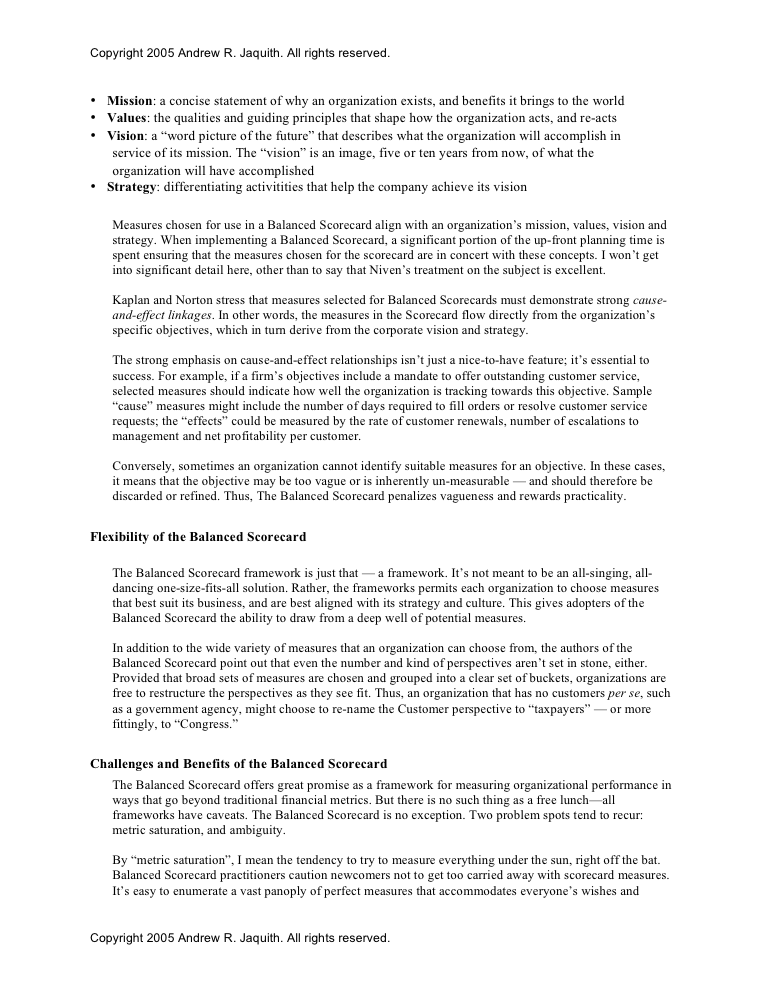 Copyright 2005 Andrew R. Jaquith. All rights reserved.
• Mission: a concise statement of why an organization exists, and benefits it brings to the world
• Values: the qualities and guiding principles that shape how the organization acts, and re-acts
• Vision: a “word picture of the future” that describes what the organization will accomplish in
service of its mission. The “vision” is an image, five or ten years from now, of what the
organization will have accomplished
• Strategy: differentiating activitities that help the company achieve its vision
Measures chosen for use in a Balanced Scorecard align with an organization’s mission, values, vision and
strategy. When implementing a Balanced Scorecard, a significant portion of the up-front planning time is
spent ensuring that the measures chosen for the scorecard are in concert with these concepts. I won’t get
into significant detail here, other than to say that Niven’s treatment on the subject is excellent.
Kaplan and Norton stress that measures selected for Balanced Scorecards must demonstrate strong cause-
and-effect linkages. In other words, the measures in the Scorecard flow directly from the organization’s
specific objectives, which in turn derive from the corporate vision and strategy.
The strong emphasis on cause-and-effect relationships isn’t just a nice-to-have feature; it’s essential to
success. For example, if a firm’s objectives include a mandate to offer outstanding customer service,
selected measures should indicate how well the organization is tracking towards this objective. Sample
“cause” measures might include the number of days required to fill orders or resolve customer service
requests; the “effects” could be measured by the rate of customer renewals, number of escalations to
management and net profitability per customer.
Conversely, sometimes an organization cannot identify suitable measures for an objective. In these cases,
it means that the objective may be too vague or is inherently un-measurable — and should therefore be
discarded or refined. Thus, The Balanced Scorecard penalizes vagueness and rewards practicality.
Flexibility of the Balanced Scorecard
The Balanced Scorecard framework is just that — a framework. It’s not meant to be an all-singing, all-
dancing one-size-fits-all solution. Rather, the frameworks permits each organization to choose measures
that best suit its business, and are best aligned with its strategy and culture. This gives adopters of the
Balanced Scorecard the ability to draw from a deep well of potential measures.
In addition to the wide variety of measures that an organization can choose from, the authors of the
Balanced Scorecard point out that even the number and kind of perspectives aren’t set in stone, either.
Provided that broad sets of measures are chosen and grouped into a clear set of buckets, organizations are
free to restructure the perspectives as they see fit. Thus, an organization that has no customers per se, such
as a government agency, might choose to re-name the Customer perspective to “taxpayers” — or more
fittingly, to “Congress.”
Challenges and Benefits of the Balanced Scorecard
The Balanced Scorecard offers great promise as a framework for measuring organizational performance in
ways that go beyond traditional financial metrics. But there is no such thing as a free lunch—all
frameworks have caveats. The Balanced Scorecard is no exception. Two problem spots tend to recur:
metric saturation, and ambiguity.
By “metric saturation”, I mean the tendency to try to measure everything under the sun, right off the bat.
Balanced Scorecard practitioners caution newcomers not to get too carried away with scorecard measures.
It’s easy to enumerate a vast panoply of perfect measures that accommodates everyone’s wishes and
Copyright 2005 Andrew R. Jaquith. All rights reserved.